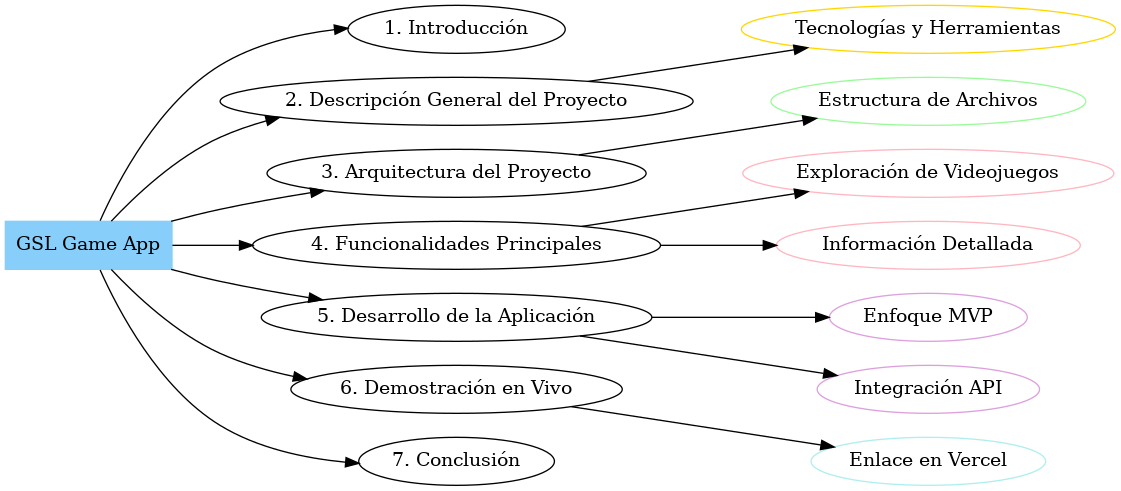 GSL Game App
1. Introducción
2. Descripción General del Proyecto
3. Arquitectura del Proyecto
4. Funcionalidades Principales
5. Desarrollo de la Aplicación
6. Demostración en Vivo
7. Conclusión
Tecnologías y Herramientas
Estructura de Archivos
Exploración de Videojuegos
Información Detallada
Enfoque MVP
Integración API
Enlace en Vercel